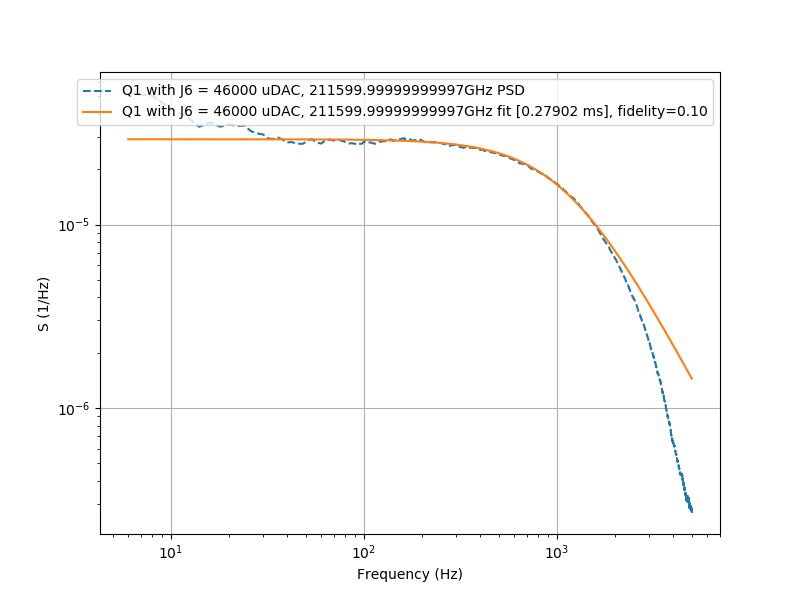 Q1 with J6 = 46000 uDAC, 211599.99999999997GHz PSD
Q1 with J6 = 46000 uDAC, 211599.99999999997GHz fit [0.27902 ms], fidelity=0.10
S (1/Hz)
10⁻⁵
10⁻⁶
10¹ 10² 10³
Frequency (Hz)